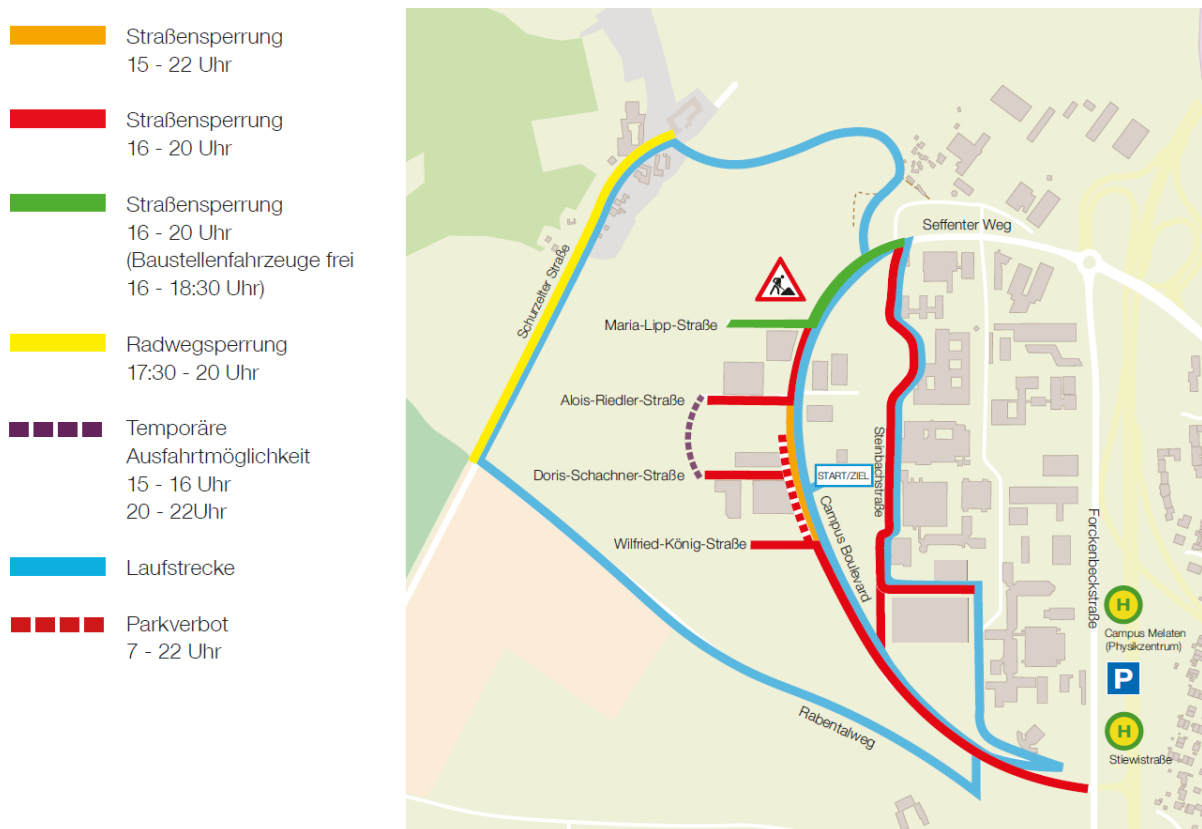 Straßensperrung
15 - 22 Uhr
Straßensperrung
16 - 20 Uhr
Straßensperrung
16 - 20 Uhr
(Baustellenfahrzeuge frei
16 - 18:30 Uhr)
Radwegsperrung
17:30 - 20 Uhr
Temporäre
Ausfahrtmöglichkeit
15 - 16 Uhr
20 - 22Uhr
Laufstrecke
Parkverbot
7 - 22 Uhr
Seffenter Weg
Schurzelter Straße
Maria-Lipp-Straße
Alois-Riedler-Straße
Steinbachstraße
Doris-Schachner-Straße
START/ZIEL
Campus Boulevard
Wilfried-König-Straße
Forckenbeckstraße
H
Campus Melaten
(Physikzentrum)
P
Rabentalweg
H
Stiewistraße